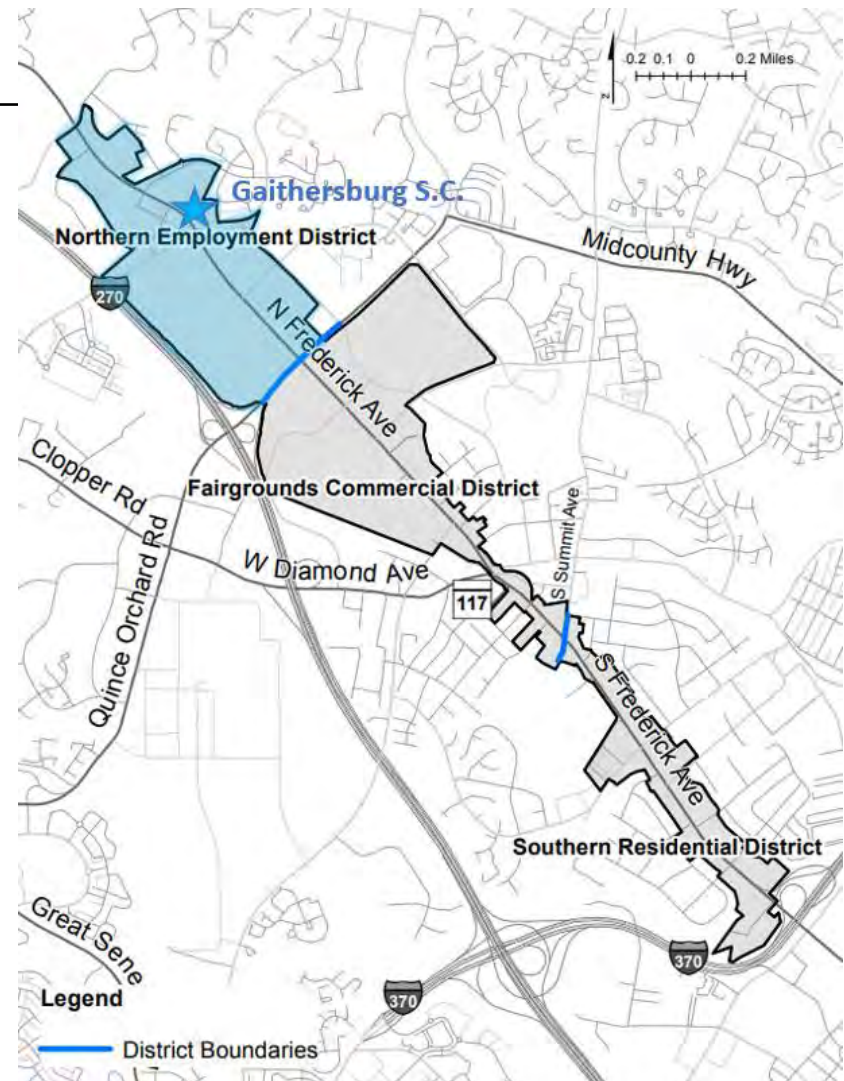 0.2 0.1 0 0.2 Miles
z
Gaithersburg S.C.
Northern Employment District
Midcounty Hwy
270
N Frederick Ave
Clopper Rd
Fairgrounds Commercial District
Quince Orchard Rd
W Diamond Ave
S Summit Ave
117
S Frederick Ave
Southern Residential District
Great Sene
370
370
Legend
District Boundaries